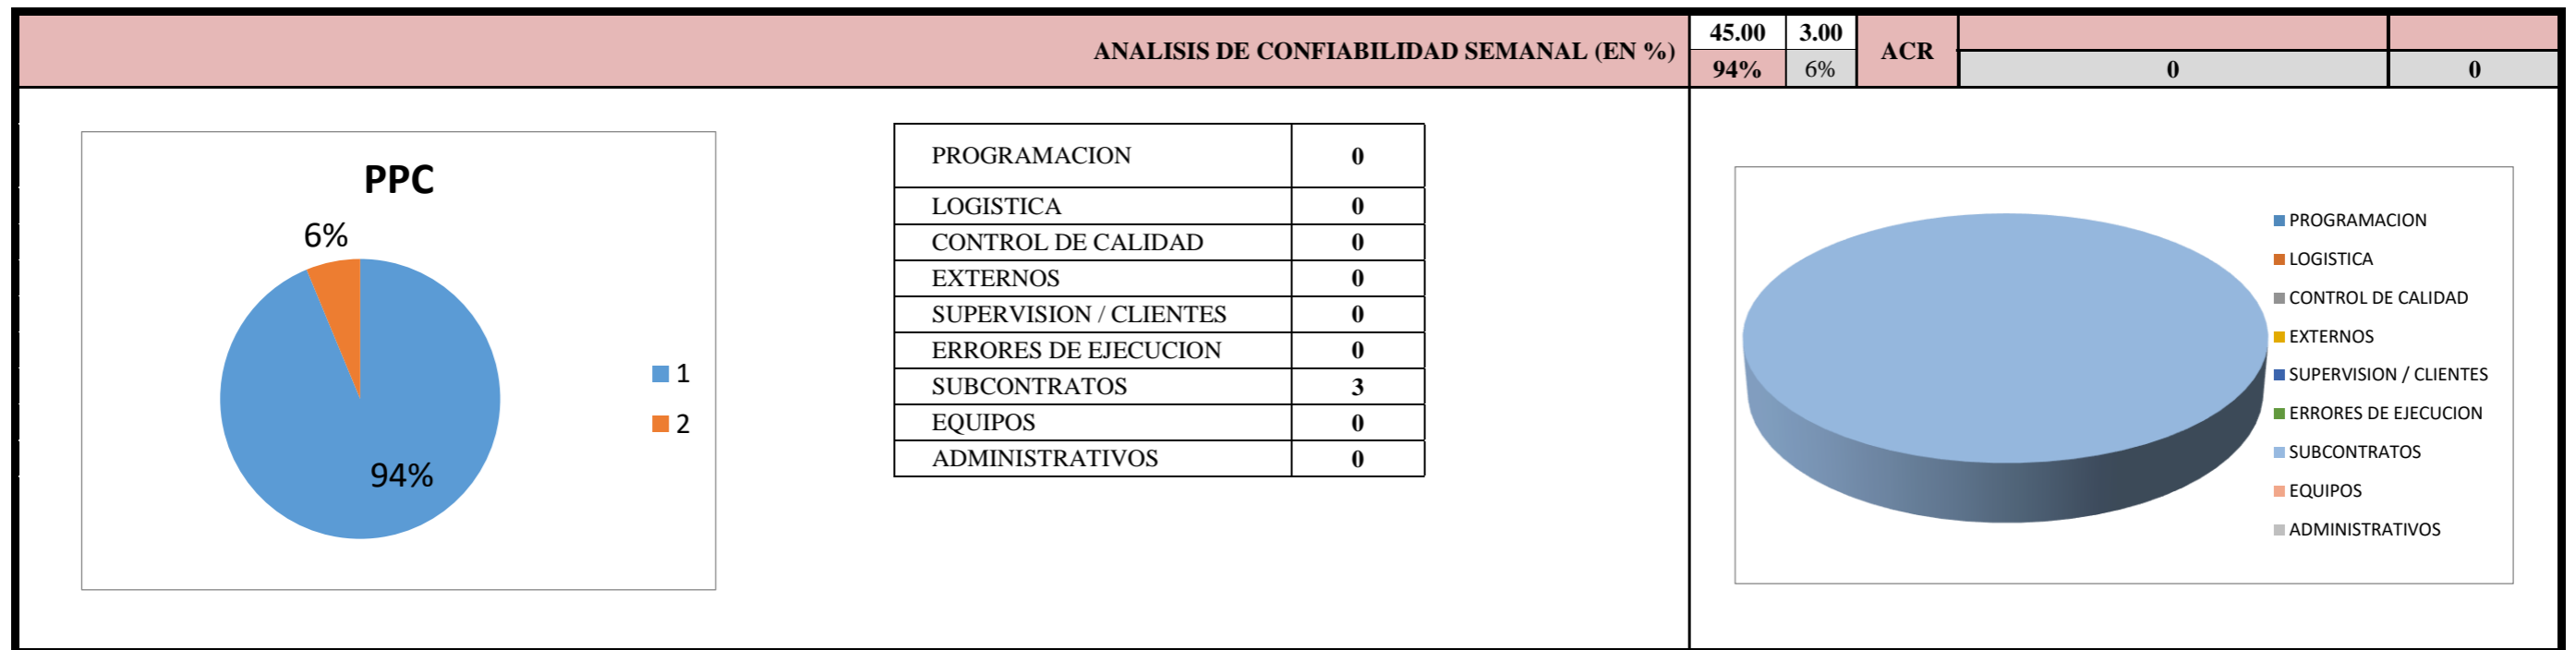 ANALISIS DE CONFIABILIDAD SEMANAL (EN %) 45.00 3.00 ACR
94% 6% 0 0
PPC
6%
94%
1
2
PROGRAMACION 0
LOGISTICA 0
CONTROL DE CALIDAD 0
EXTERNOS 0
SUPERVISION / CLIENTES 0
ERRORES DE EJECUCION 0
SUBCONTRATOS 3
EQUIPOS 0
ADMINISTRATIVOS 0
PROGRAMACION
LOGISTICA
CONTROL DE CALIDAD
EXTERNOS
SUPERVISION / CLIENTES
ERRORES DE EJECUCION
SUBCONTRATOS
EQUIPOS
ADMINISTRATIVOS